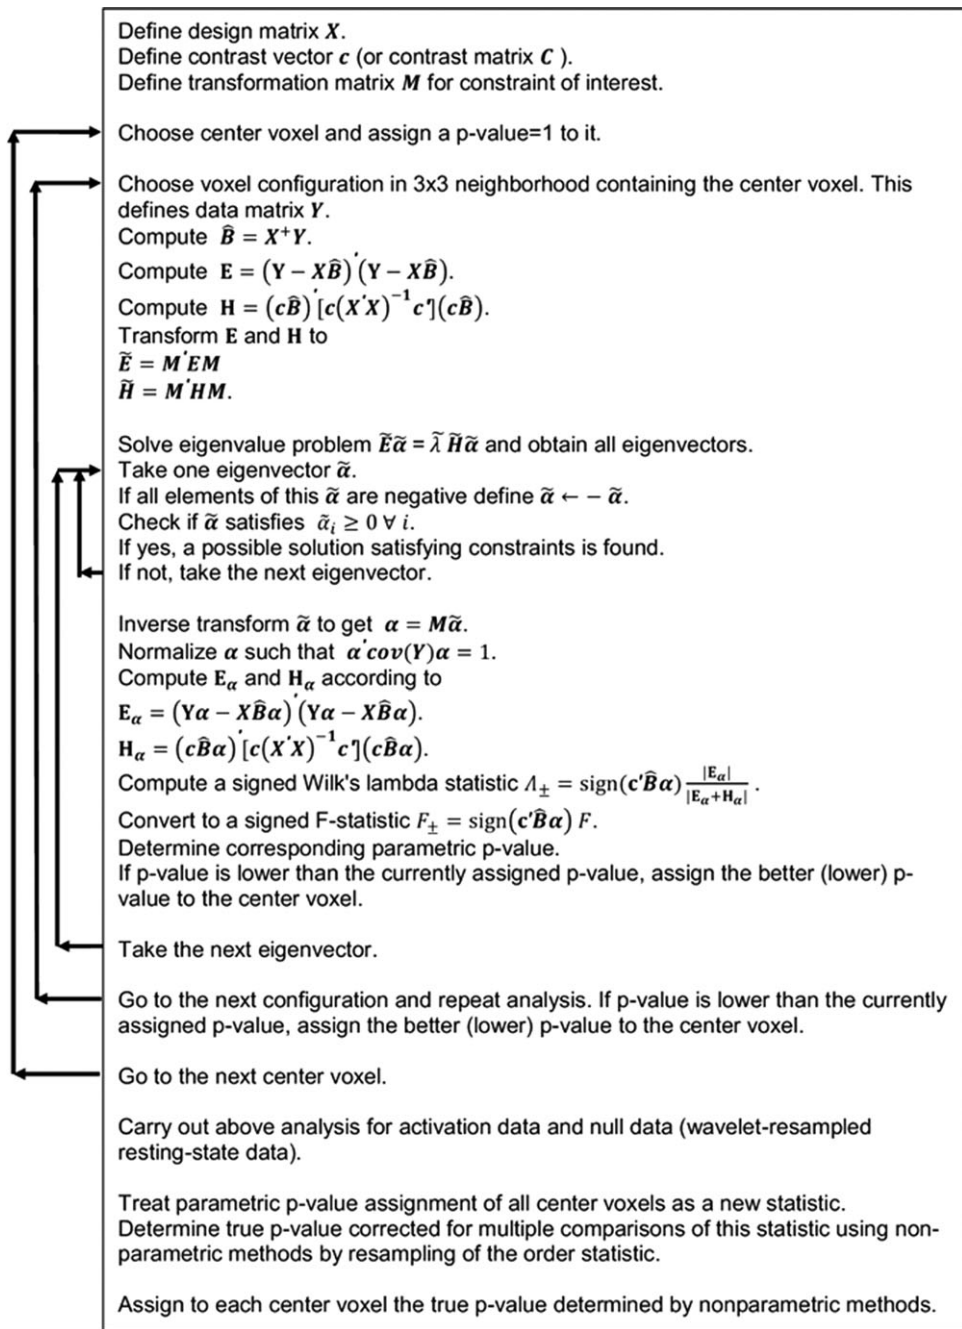 Define design matrix X.
Define contrast vector c (or contrast matrix C ).
Define transformation matrix M for constraint of interest.
Choose center voxel and assign a p-value=1 to it.
Choose voxel configuration in 3x3 neighborhood containing the center voxel. This
defines data matrix Y.
Compute B̂ = X⁺Y.
Compute E = (Y − XB̂)′(Y − XB̂).
Compute H = (cB̂)′[c(X′X)⁻¹c′](cB̂).
Transform E and H to
Ẽ = M′EM
H̃ = M′HM.
Solve eigenvalue problem Ẽα̃ = λ̃ H̃α̃ and obtain all eigenvectors.
Take one eigenvector α̃.
If all elements of this α̃ are negative define α̃ ← − α̃.
Check if α̃ satisfies α̃ᵢ ≥ 0 ∀ i.
If yes, a possible solution satisfying constraints is found.
If not, take the next eigenvector.
Inverse transform α̃ to get α = Mα̃.
Normalize α such that α′cov(Y)α = 1.
Compute E_α and H_α according to
E_α = (Yα − XB̂α)′(Yα − XB̂α).
H_α = (cB̂α)′[c(X′X)⁻¹c′](cB̂α).
Compute a signed Wilk's lambda statistic Λ± = sign(c′B̂α) |E_α| / |E_α+H_α| .
Convert to a signed F-statistic F± = sign(c′B̂α) F.
Determine corresponding parametric p-value.
If p-value is lower than the currently assigned p-value, assign the better (lower) p-
value to the center voxel.
Take the next eigenvector.
Go to the next configuration and repeat analysis. If p-value is lower than the currently
assigned p-value, assign the better (lower) p-value to the center voxel.
Go to the next center voxel.
Carry out above analysis for activation data and null data (wavelet-resampled
resting-state data).
Treat parametric p-value assignment of all center voxels as a new statistic.
Determine true p-value corrected for multiple comparisons of this statistic using non-
parametric methods by resampling of the order statistic.
Assign to each center voxel the true p-value determined by nonparametric methods.